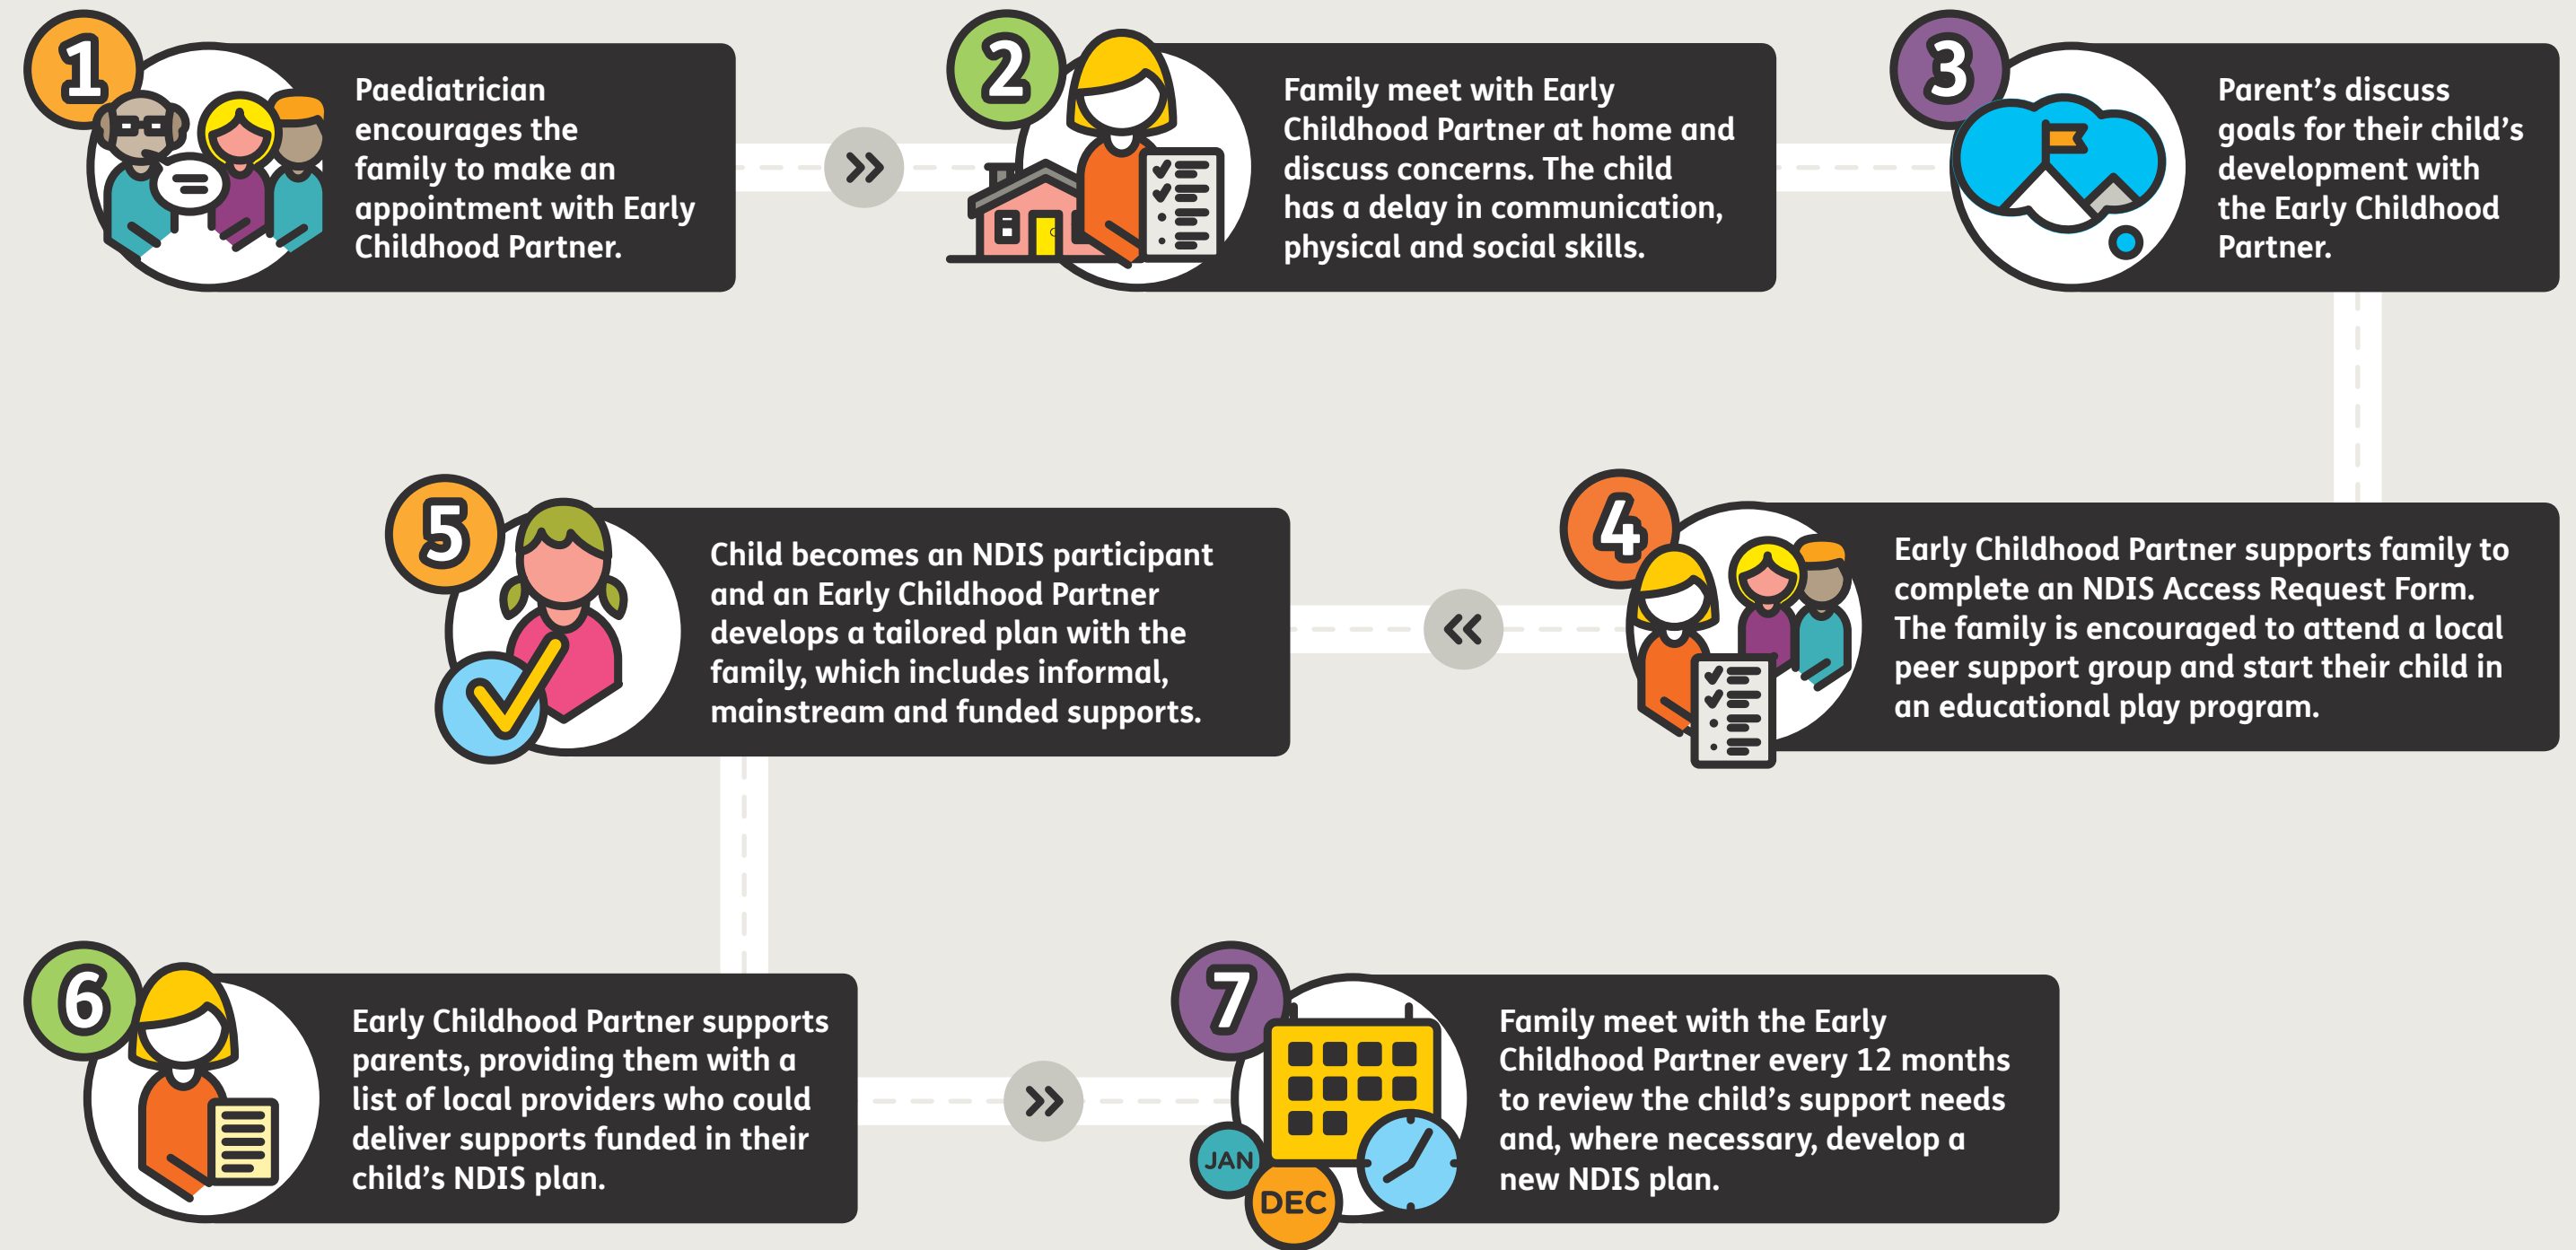 1
Paediatrician
encourages the
family to make an
appointment with Early
Childhood Partner.
2
Family meet with Early
Childhood Partner at home and
discuss concerns. The child
has a delay in communication,
physical and social skills.
3
Parent’s discuss
goals for their child’s
development with
the Early Childhood
Partner.
4
Early Childhood Partner supports family to
complete an NDIS Access Request Form.
The family is encouraged to attend a local
peer support group and start their child in
an educational play program.
5
Child becomes an NDIS participant
and an Early Childhood Partner
develops a tailored plan with the
family, which includes informal,
mainstream and funded supports.
6
Early Childhood Partner supports
parents, providing them with a
list of local providers who could
deliver supports funded in their
child’s NDIS plan.
7
Family meet with the Early
Childhood Partner every 12 months
to review the child’s support needs
and, where necessary, develop a
new NDIS plan.
JAN
DEC